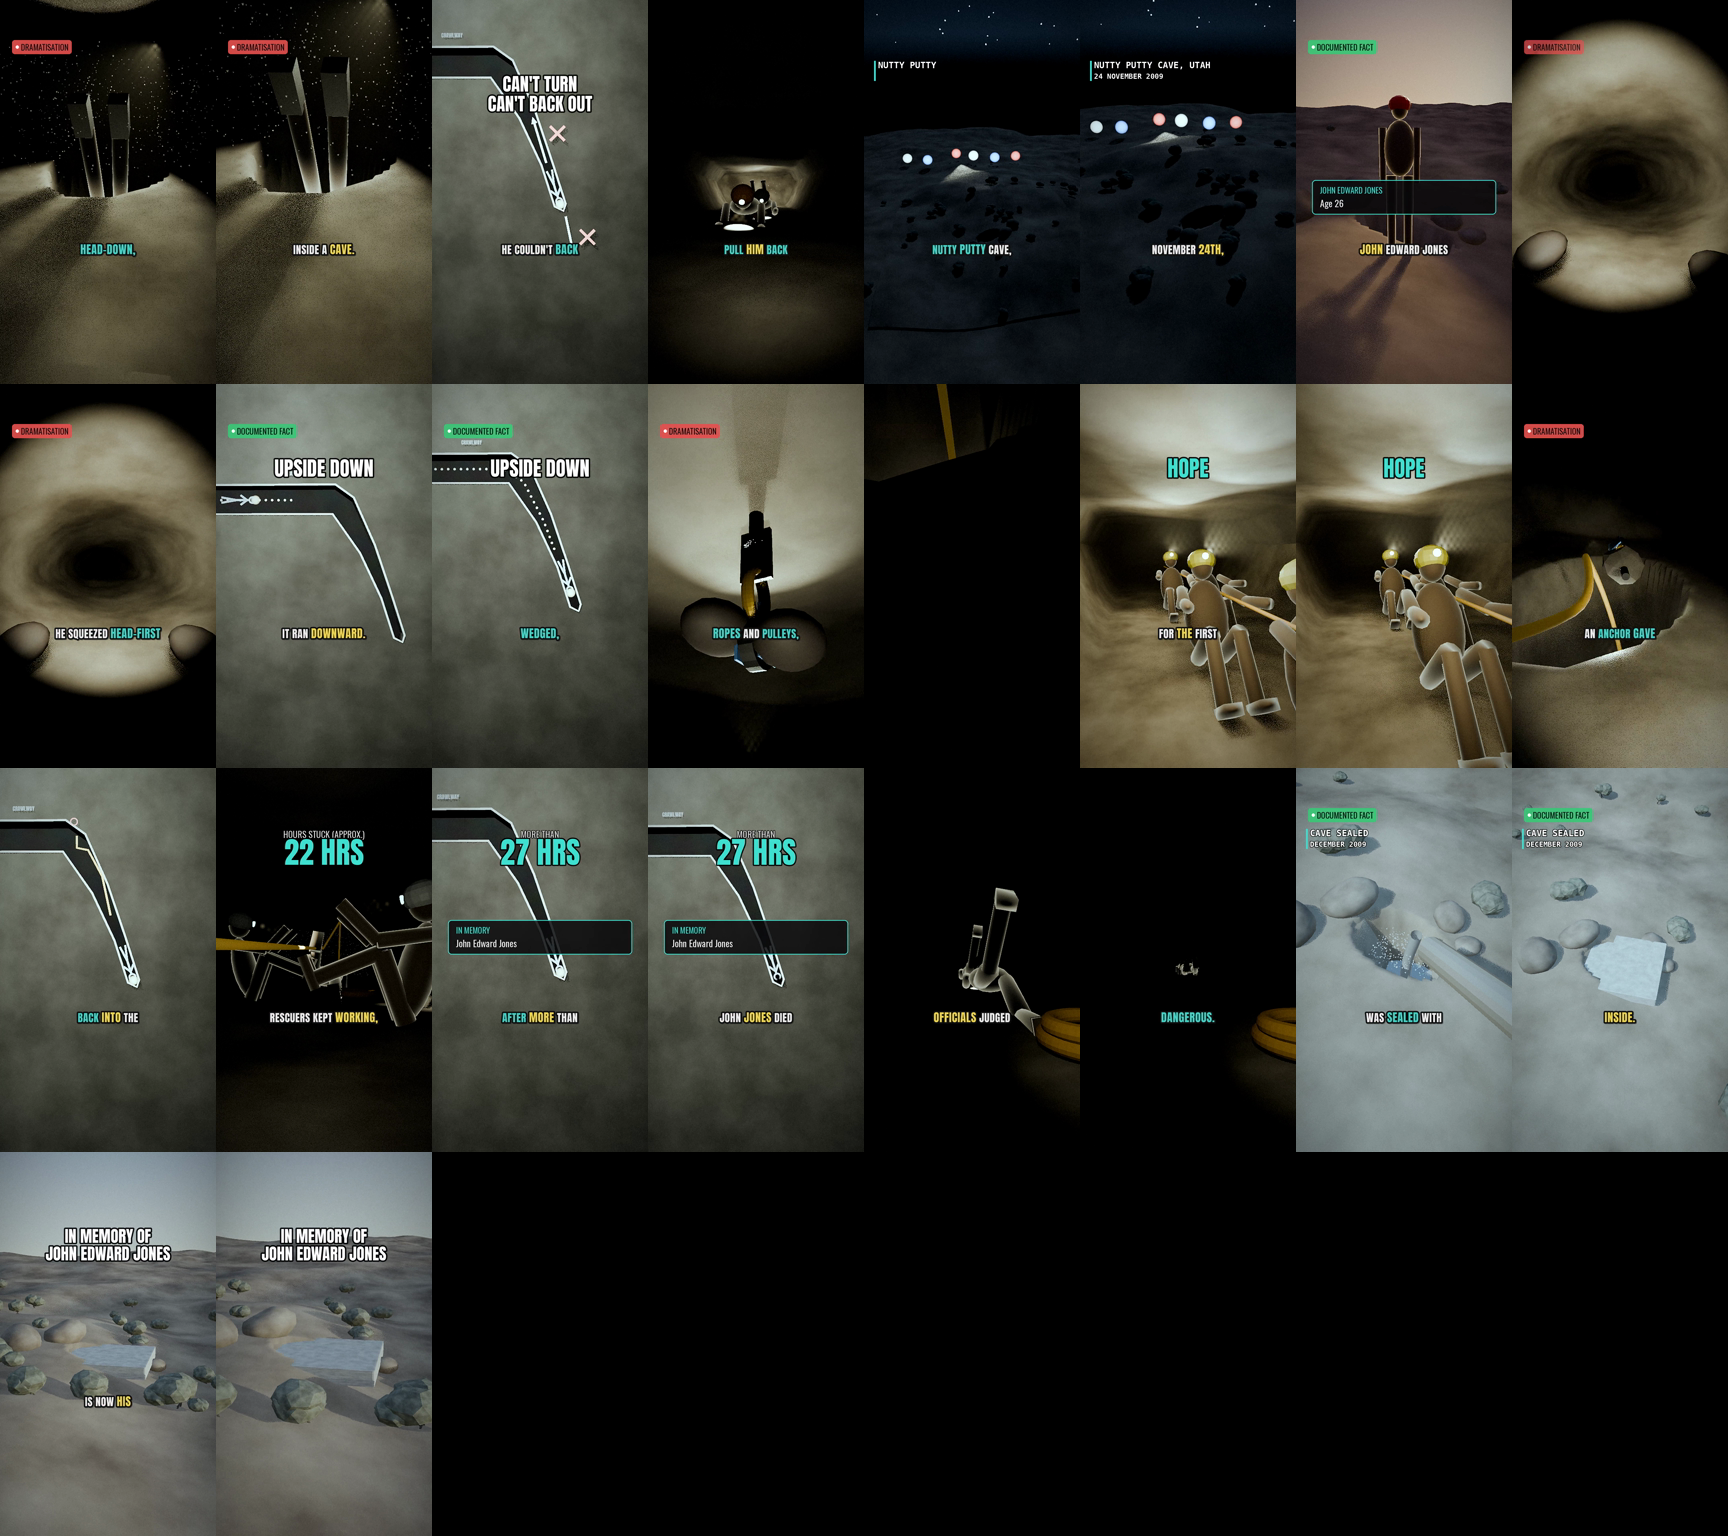 DRAMATISATION
HEAD-DOWN,
DRAMATISATION
INSIDE A CAVE.
CRAWLWAY
CAN'T TURN
CAN'T BACK OUT
HE COULDN'T BACK
PULL HIM BACK
NUTTY PUTTY
NUTTY PUTTY CAVE,
NUTTY PUTTY CAVE, UTAH
24 NOVEMBER 2009
NOVEMBER 24TH,
DOCUMENTED FACT
JOHN EDWARD JONES
Age 26
JOHN EDWARD JONES
DRAMATISATION
DRAMATISATION
HE SQUEEZED HEAD-FIRST
DOCUMENTED FACT
UPSIDE DOWN
IT RAN DOWNWARD.
DOCUMENTED FACT
CRAWLWAY
UPSIDE DOWN
WEDGED,
DRAMATISATION
ROPES AND PULLEYS,
HOPE
FOR THE FIRST
HOPE
DRAMATISATION
AN ANCHOR GAVE
CRAWLWAY
BACK INTO THE
HOURS STUCK (APPROX.)
22 HRS
RESCUERS KEPT WORKING,
CRAWLWAY
MORE THAN
27 HRS
IN MEMORY
John Edward Jones
AFTER MORE THAN
CRAWLWAY
MORE THAN
27 HRS
IN MEMORY
John Edward Jones
JOHN JONES DIED
OFFICIALS JUDGED
DANGEROUS.
DOCUMENTED FACT
CAVE SEALED
DECEMBER 2009
WAS SEALED WITH
DOCUMENTED FACT
CAVE SEALED
DECEMBER 2009
INSIDE.
IN MEMORY OF
JOHN EDWARD JONES
IS NOW HIS
IN MEMORY OF
JOHN EDWARD JONES